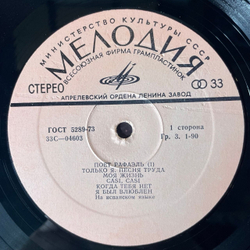 МИНИСТЕРСТВО КУЛЬТУРЫ СССР
МЕЛОДИЯ
ВСЕСОЮЗНАЯ ФИРМА ГРАМПЛАСТИНОК
СТЕРЕО
33
АПРЕЛЕВСКИЙ ОРДЕНА ЛЕНИНА ЗАВОД
ГОСТ 5289-73
1 сторона
33С—04603
Гр. 3. 1-90
ПОЕТ РАФАЭЛЬ (1)
ТОЛЬКО Я. ПЕСНЯ ТРУДА
МОЯ ЖИЗНЬ
CASI, CASI
КОГДА ТЕБЯ НЕТ
Я БЫЛ ВЛЮБЛЕН
На испанском языке